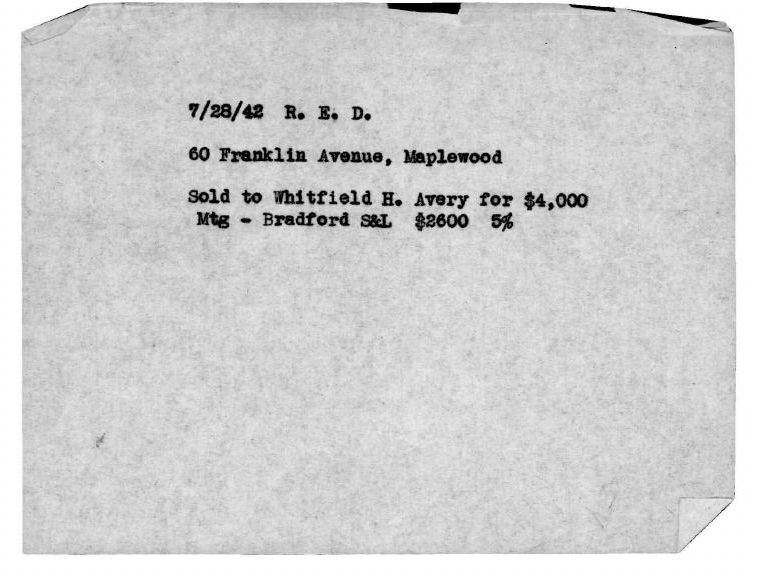 7/28/42 R. E. D.
60 Franklin Avenue, Maplewood
Sold to Whitfield H. Avery for $4,000
Mtg - Bradford S&L $2600 5%